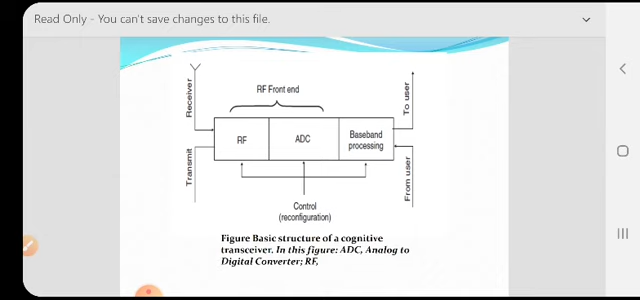 Read Only - You can't save changes to this file.
RF Front end
Receiver
To user
RF
ADC
Baseband
processing
Transmit
From user
Control
(reconfiguration)
Figure Basic structure of a cognitive
transceiver. In this figure: ADC, Analog to
Digital Converter; RF,